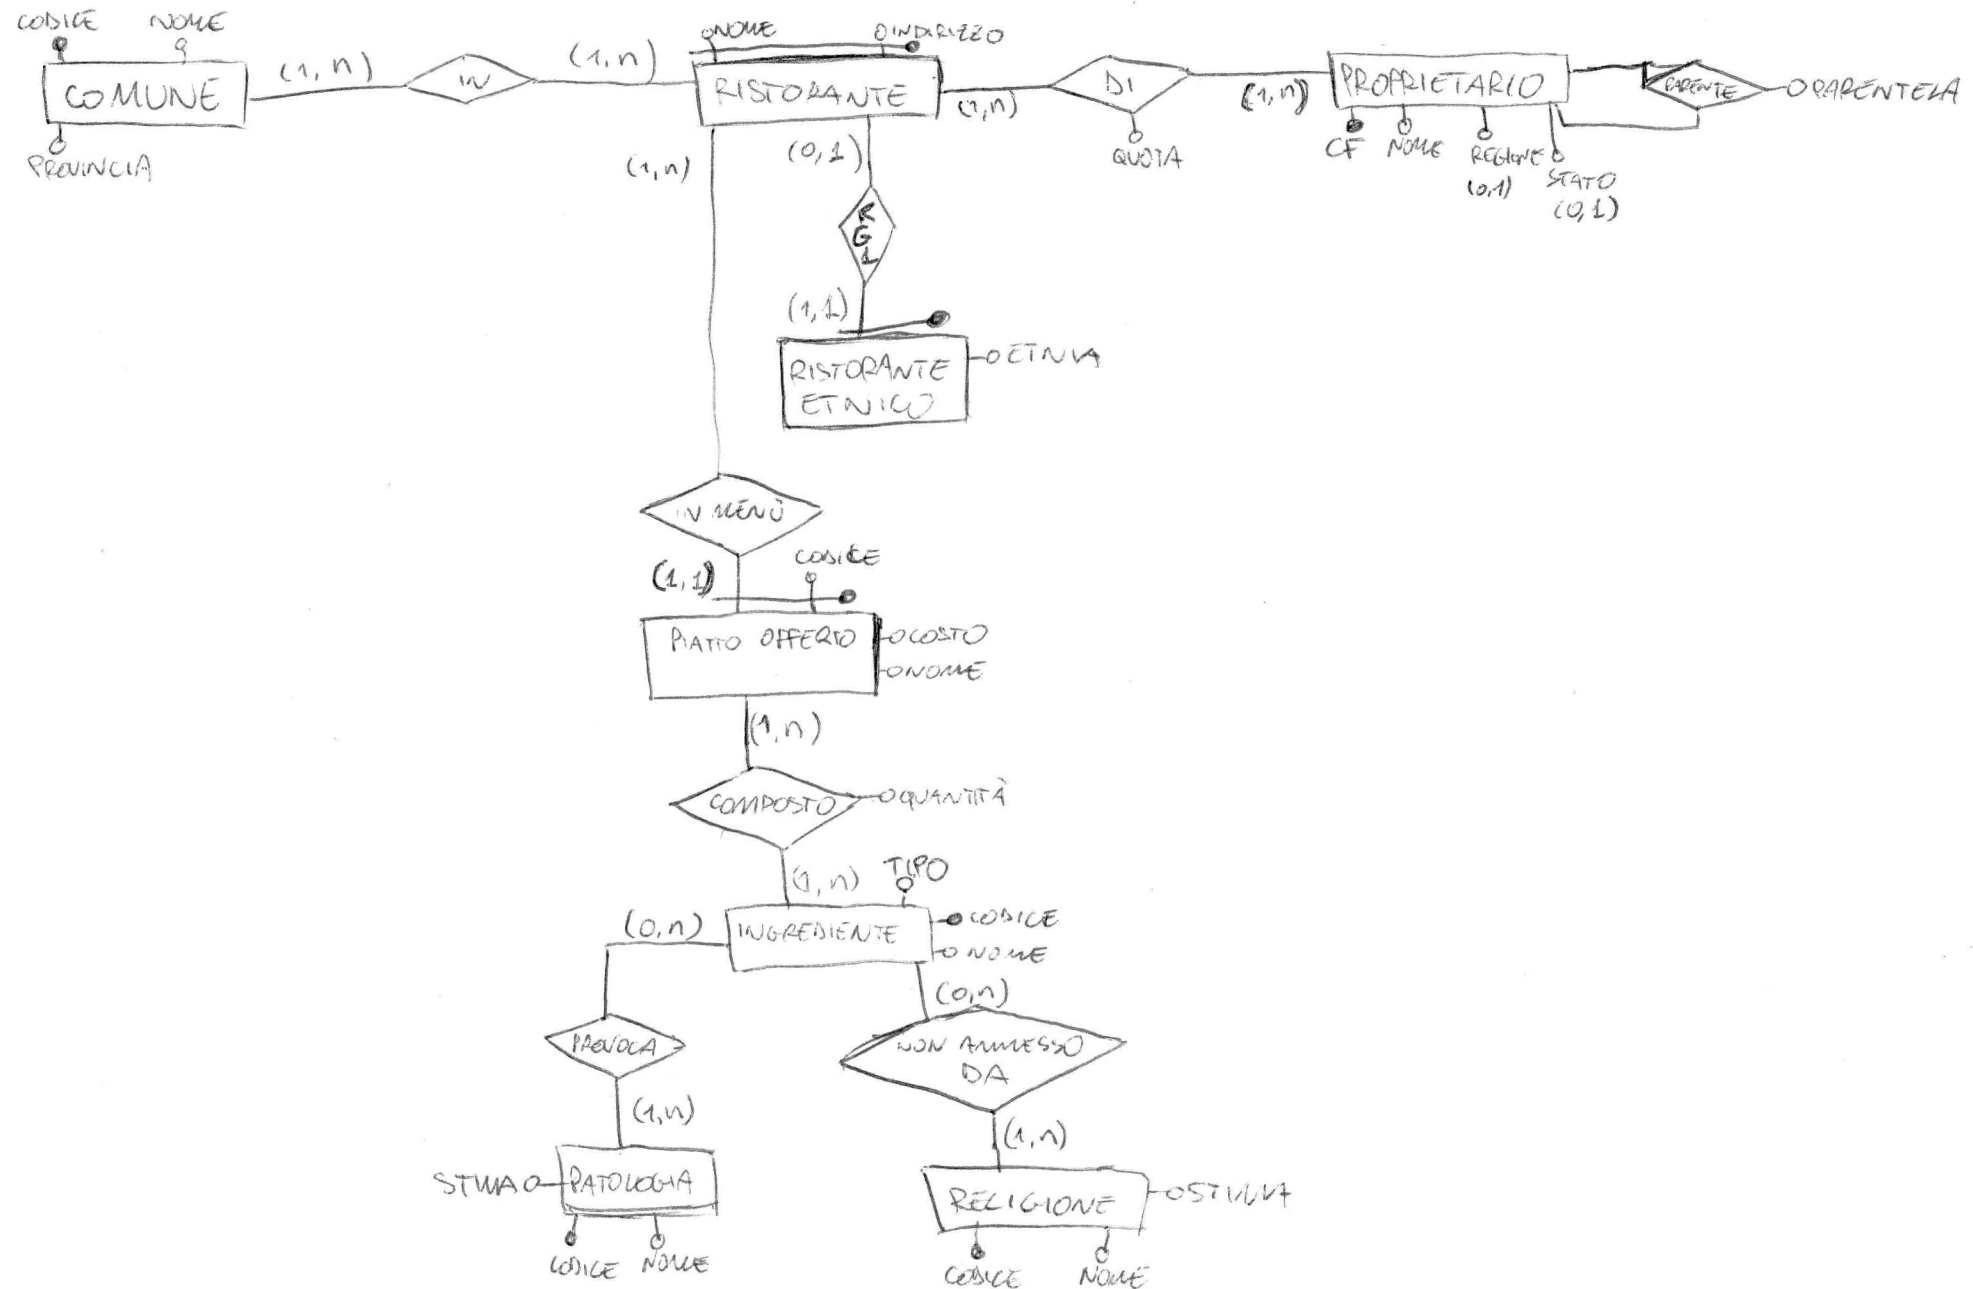 CODICE NOME
COMUNE
PROVINCIA
(1,n)
IN
(1,n)
NOME INDIRIZZO
RISTORANTE
(1,n)
DI
QUOTA
(1,n)
PROPRIETARIO
CF NOME REGIONE
(0,1)
STATO
(0,1)
PARENTE
PARENTELA
(1,n)
(0,1)
(1,1)
RISTORANTE
ETNICO
ETNIA
IN MENÙ
(1,1)
CODICE
PIATTO OFFERTO
COSTO
NOME
(1,n)
COMPOSTO
QUANTITÀ
(1,n)
TIPO
INGREDIENTE
CODICE
NOME
(0,n)
(0,n)
PROVOCA
NON AMMESSO
DA
(1,n)
(1,n)
STIMA
PATOLOGIA
CODICE NOME
RELIGIONE
STIMA
CODICE NOME